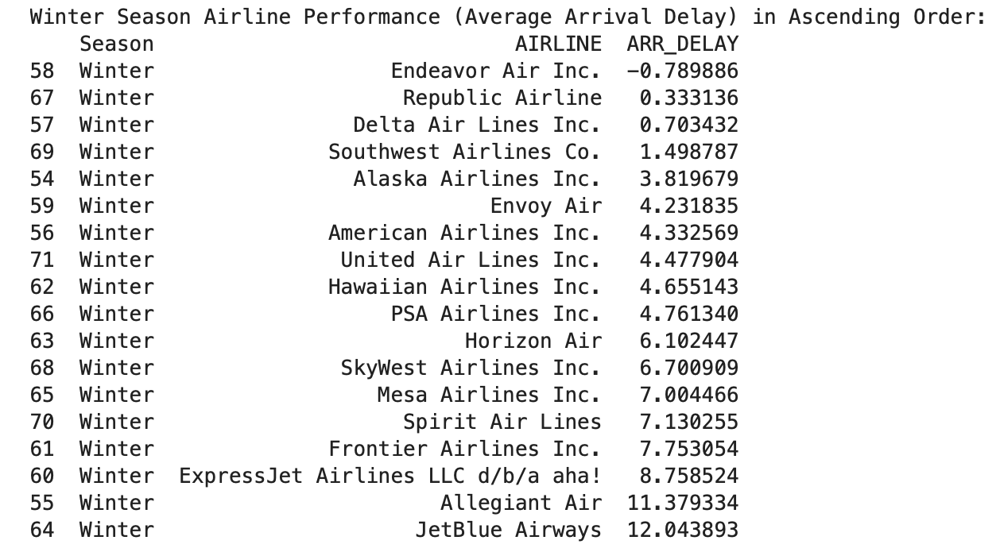 Winter Season Airline Performance (Average Arrival Delay) in Ascending Order:
    Season                             AIRLINE  ARR_DELAY
58  Winter                   Endeavor Air Inc.  −0.789886
67  Winter                    Republic Airline   0.333136
57  Winter                Delta Air Lines Inc.   0.703432
69  Winter              Southwest Airlines Co.   1.498787
54  Winter                Alaska Airlines Inc.   3.819679
59  Winter                           Envoy Air   4.231835
56  Winter              American Airlines Inc.   4.332569
71  Winter               United Air Lines Inc.   4.477904
62  Winter              Hawaiian Airlines Inc.   4.655143
66  Winter                   PSA Airlines Inc.   4.761340
63  Winter                         Horizon Air   6.102447
68  Winter               SkyWest Airlines Inc.   6.700909
65  Winter                  Mesa Airlines Inc.   7.004466
70  Winter                    Spirit Air Lines   7.130255
61  Winter              Frontier Airlines Inc.   7.753054
60  Winter  ExpressJet Airlines LLC d/b/a aha!   8.758524
55  Winter                       Allegiant Air  11.379334
64  Winter                     JetBlue Airways  12.043893